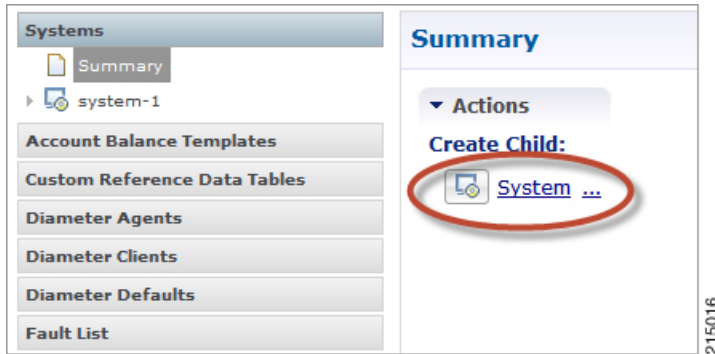 Systems
Summary
system-1
Account Balance Templates
Custom Reference Data Tables
Diameter Agents
Diameter Clients
Diameter Defaults
Fault List
Summary
Actions
Create Child:
System ...
215016